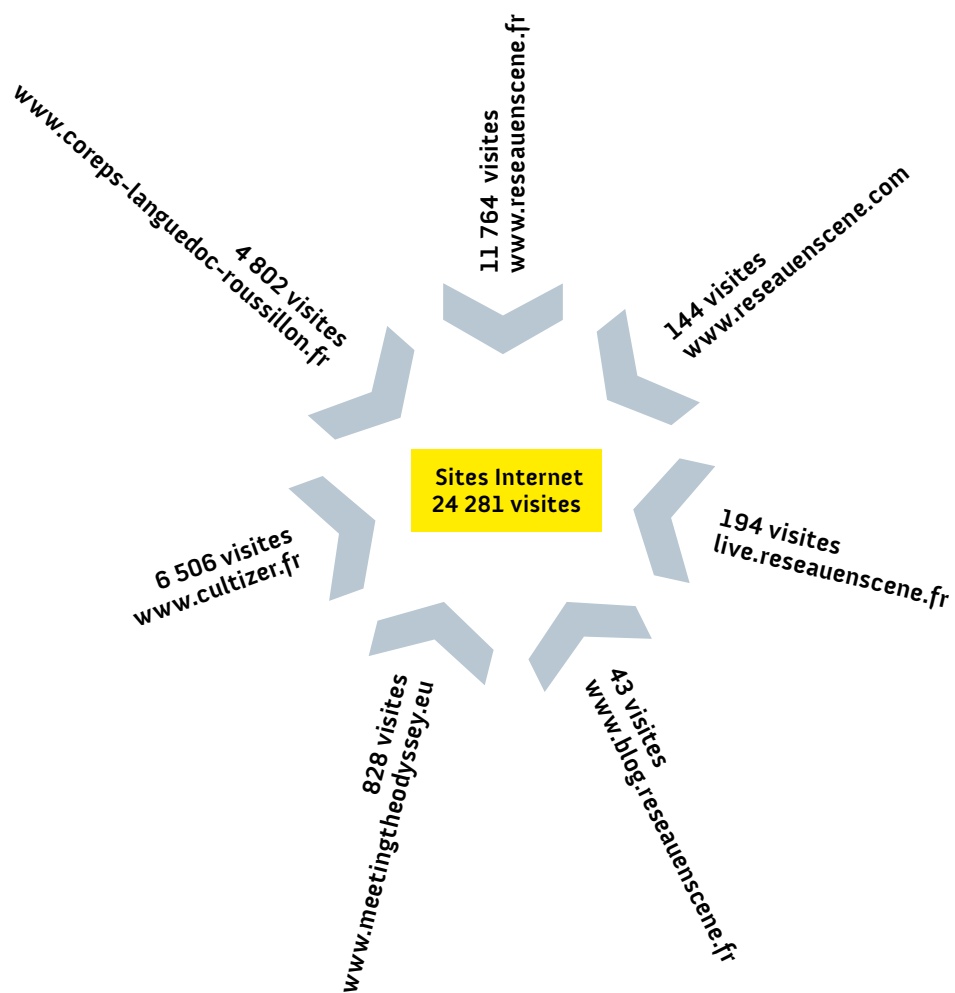 11 764 visites
www.reseauenscene.fr
144 visites
www.reseauenscene.com
194 visites
live.reseauenscene.fr
43 visites
www.blog.reseauenscene.fr
828 visites
www.meetingtheodyssey.eu
6 506 visites
www.cultizer.fr
4 802 visites
www.coreps-languedoc-roussillon.fr
Sites Internet
24 281 visites